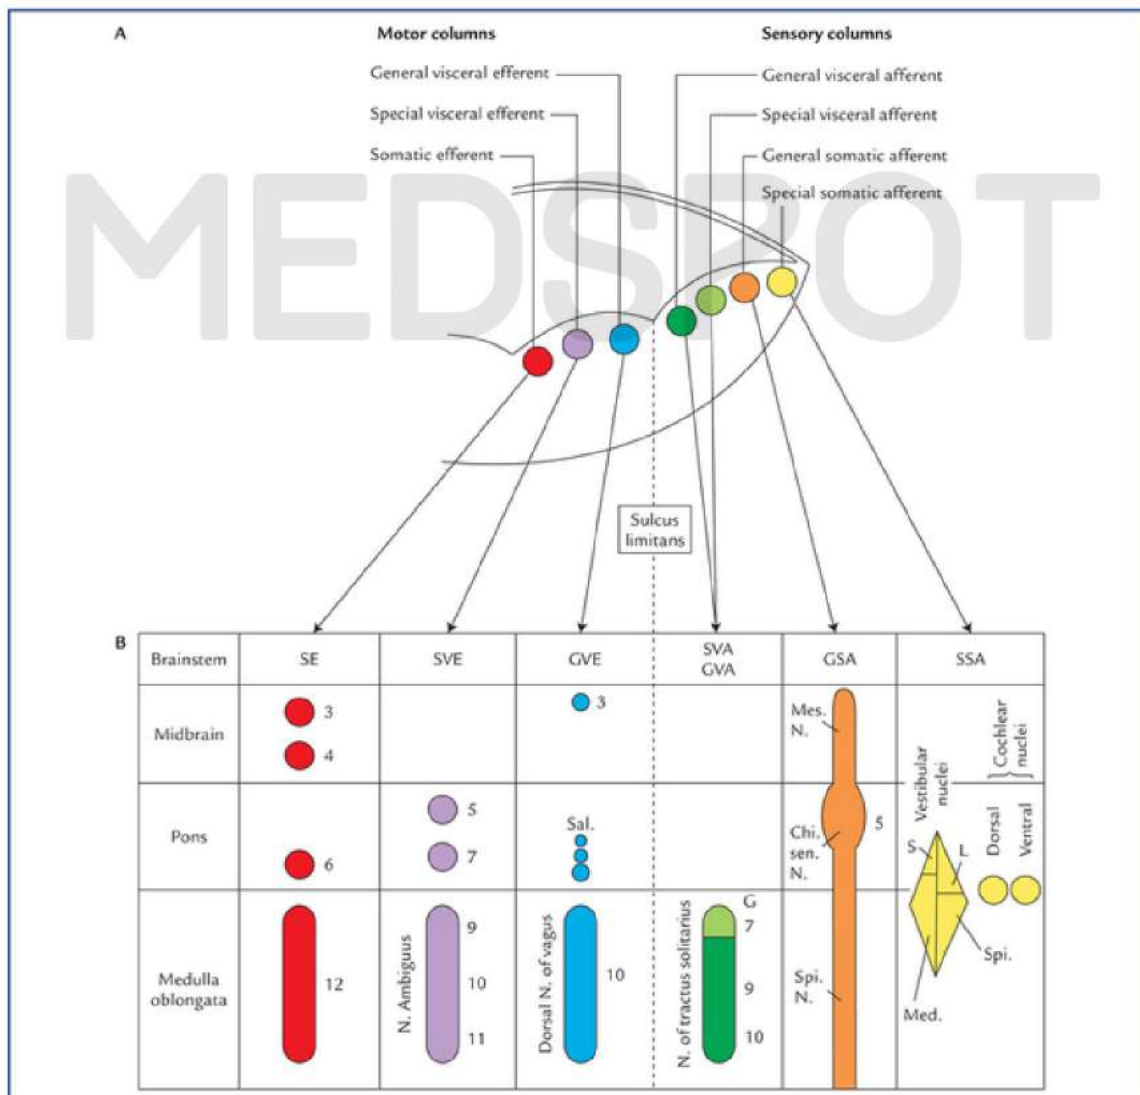 A
Motor columns
Sensory columns
General visceral efferent
General visceral afferent
Special visceral efferent
Special visceral afferent
Somatic efferent
General somatic afferent
Special somatic afferent
MEDSPOT
Sulcus
limitans
B
Brainstem
SE
SVE
GVE
SVA
GVA
GSA
SSA
Midbrain
3
4
3
Mes.
N.
Vestibular
nuclei
Cochlear
nuclei
Pons
6
5
7
Sal.
Chi.
sen.
N.
5
S
L
Dorsal
Ventral
Medulla
oblongata
12
N. Ambiguus
9
10
11
Dorsal N. of vagus
10
N. of tractus solitarius
G
7
9
10
Spi.
N.
Spi.
Med.